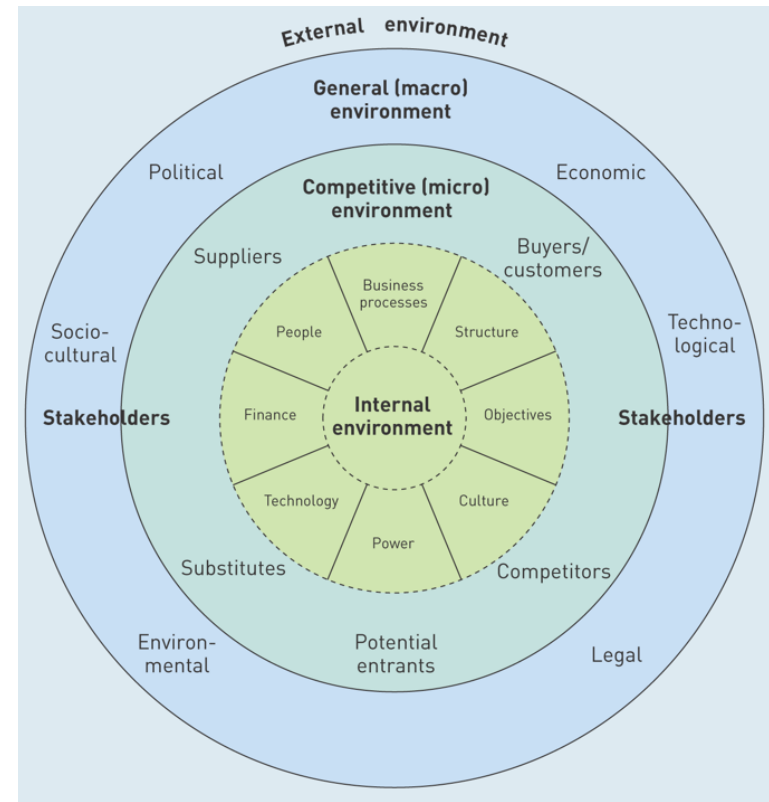 External environment
General (macro)
environment
Political
Economic
Competitive (micro)
environment
Suppliers
Buyers/
customers
Business
processes
People
Structure
Socio-
cultural
Techno-
logical
Stakeholders
Finance
Internal
environment
Objectives
Stakeholders
Technology
Culture
Power
Substitutes
Competitors
Environ-
mental
Potential
entrants
Legal